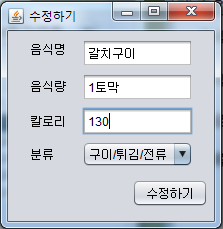 수정하기
음식명 갈치구이
음식량 1토막
칼로리 130
분류 구이/튀김/전류
수정하기